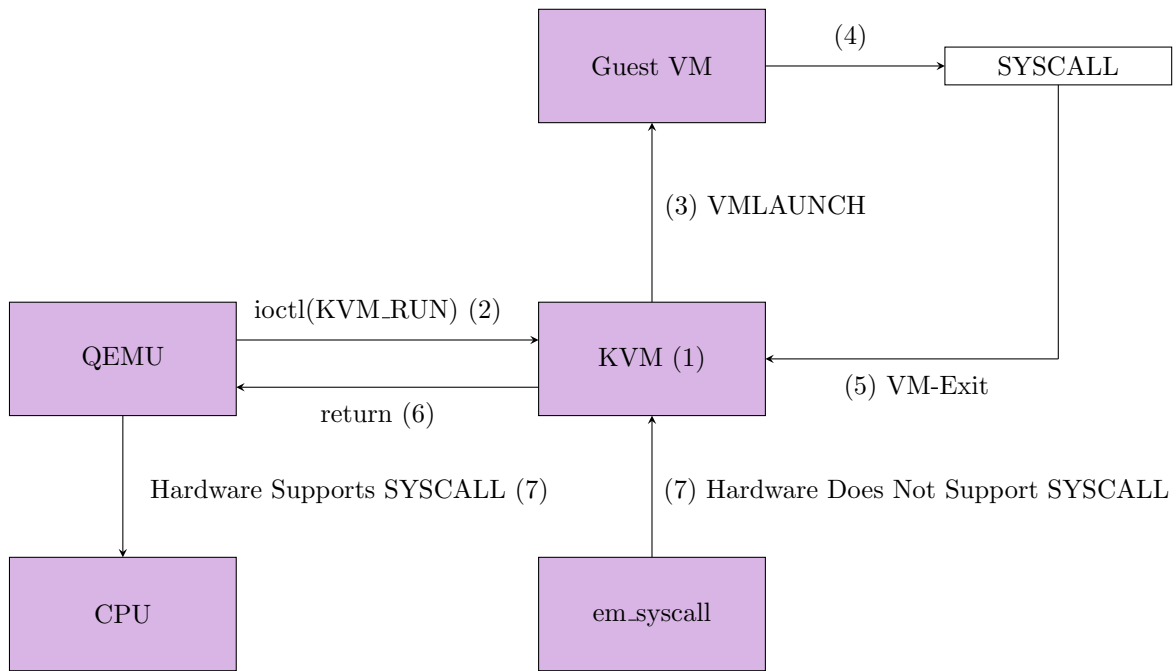 Guest VM
(4)
SYSCALL
(3) VMLAUNCH
QEMU
ioctl(KVM_RUN) (2)
KVM (1)
return (6)
(5) VM-Exit
Hardware Supports SYSCALL (7)
(7) Hardware Does Not Support SYSCALL
CPU
em_syscall